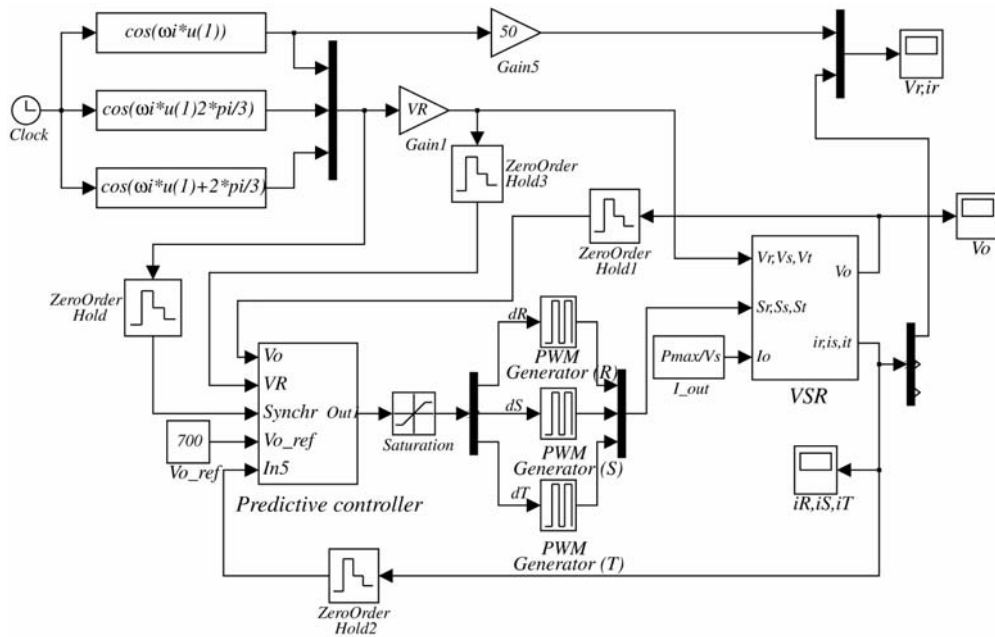 cos(ωi*u(1))
50
Gain5
Vr,ir
Clock
cos(ωi*u(1)2*pi/3)
VR
Gain1
cos(ωi*u(1)+2*pi/3)
ZeroOrder
Hold3
ZeroOrder
Hold1
Vo
ZeroOrder
Hold
Vr,Vs,Vt
Vo
Sr,Ss,St
ir,is,it
Io
VSR
Pmax/Vs
I_out
dR
PWM
Generator (R)
dS
PWM
Generator (S)
dT
PWM
Generator (T)
Vo
VR
Synchr
Out1
Vo_ref
In5
Predictive controller
Saturation
700
Vo_ref
iR,iS,iT
ZeroOrder
Hold2